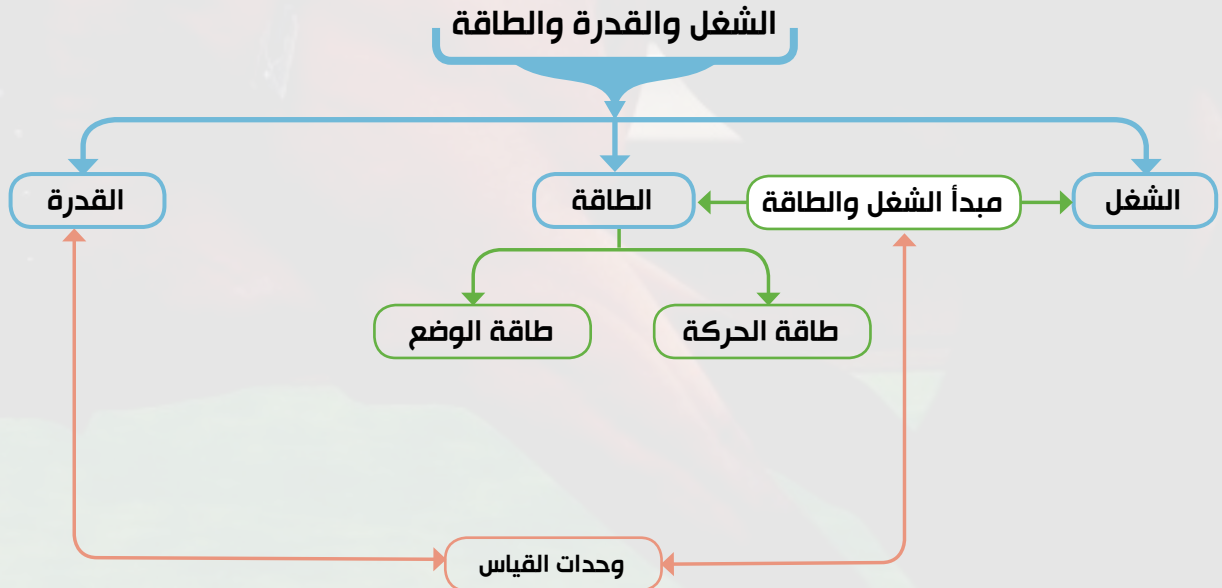 الشغل والقدرة والطاقة
الشغل
مبدأ الشغل والطاقة
الطاقة
القدرة
طاقة الحركة
طاقة الوضع
وحدات القياس